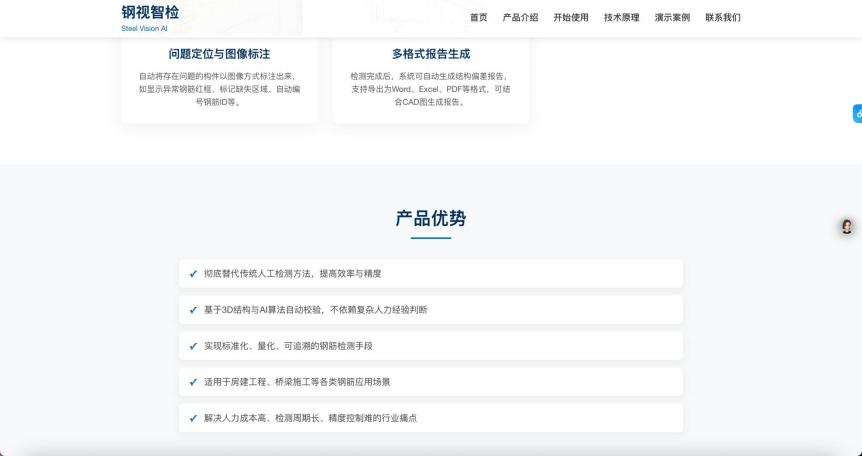 钢视智检
Steel Vision AI
首页 产品介绍 开始使用 技术原理 演示案例 联系我们
问题定位与图像标注
自动将存在问题的构件以图像方式标注出来，
如显示异常钢筋红框、标记缺失区域、自动编
号钢筋ID等。
多格式报告生成
检测完成后，系统可自动生成结构偏差报告，
支持导出为Word、Excel、PDF等格式，可结
合CAD图生成报告。
产品优势
✓ 彻底替代传统人工检测方法，提高效率与精度
✓ 基于3D结构与AI算法自动校验，不依赖复杂人力经验判断
✓ 实现标准化、量化、可追溯的钢筋检测手段
✓ 适用于房建工程、桥梁施工等各类钢筋应用场景
✓ 解决人力成本高、检测周期长、精度控制难的行业痛点